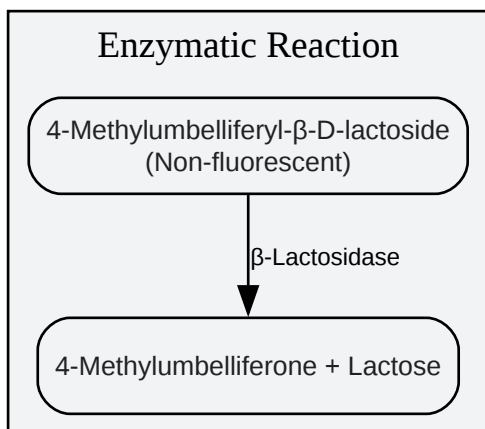 Enzymatic Reaction
4-Methylumbelliferyl-β-D-lactoside
(Non-fluorescent)
β-Lactosidase
4-Methylumbelliferone + Lactose